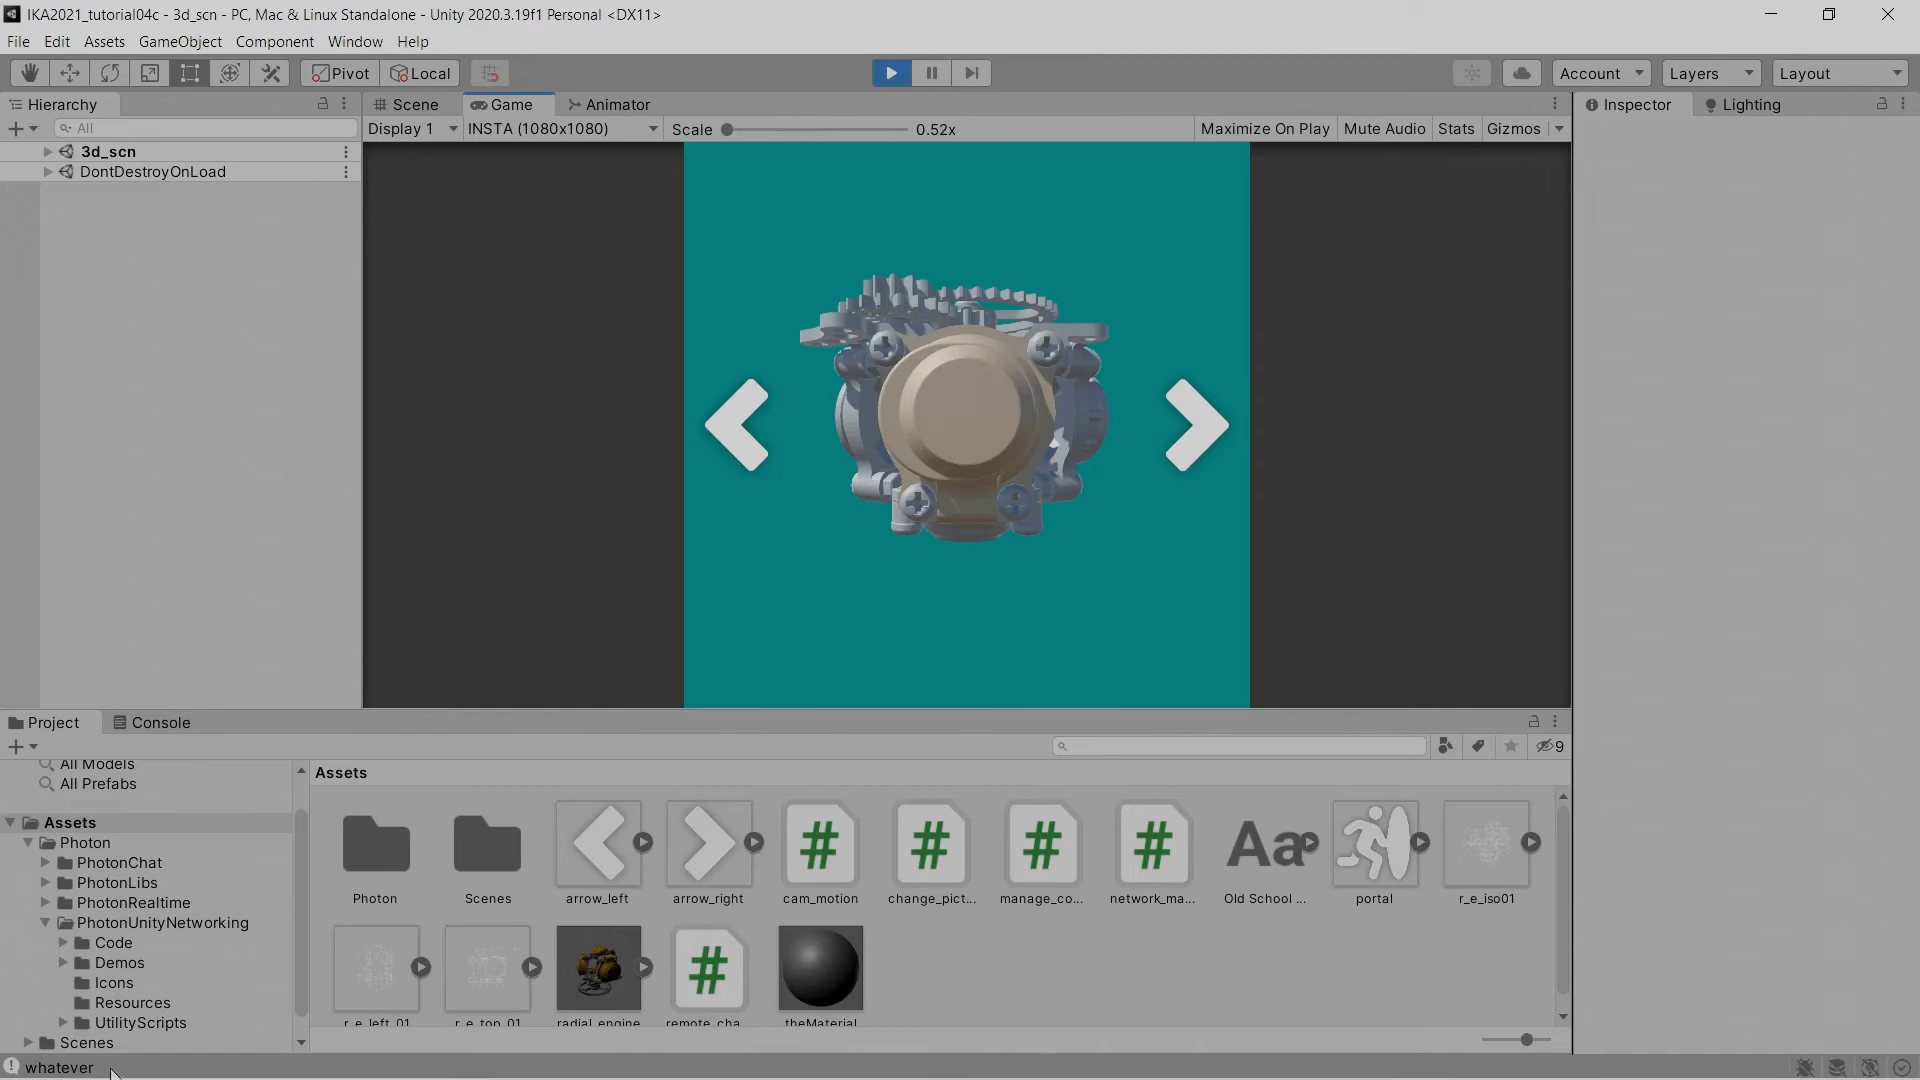 IKA2021_tutorial04c - 3d_scn - PC, Mac & Linux Standalone - Unity 2020.3.19f1 Personal <DX11>
File Edit Assets GameObject Component Window Help
Pivot Local Account Layers Layout
Hierarchy Scene Game Animator Inspector Lighting
All Display 1 INSTA (1080x1080) Scale 0.52x Maximize On Play Mute Audio Stats Gizmos
3d_scn
DontDestroyOnLoad
Project Console
9
All Models
All Prefabs
Assets
Assets
Photon
PhotonChat
PhotonLibs
PhotonRealtime
PhotonUnityNetworking
Code
Demos
Icons
Resources
UtilityScripts
Scenes
Aa
Photon Scenes arrow_left arrow_right cam_motion change_pict... manage_co... network_ma... Old School ... portal r_e_iso01
r_e_left_01 r_e_top_01 radial_engine remote_cha... theMaterial
whatever